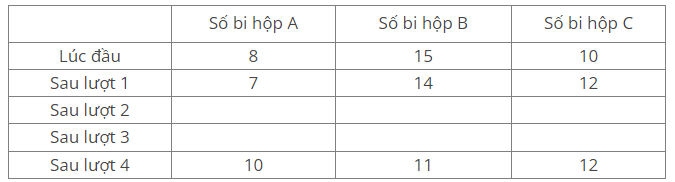 Số bi hộp A Số bi hộp B Số bi hộp C
Lúc đầu 8 15 10
Sau lượt 1 7 14 12
Sau lượt 2
Sau lượt 3
Sau lượt 4 10 11 12